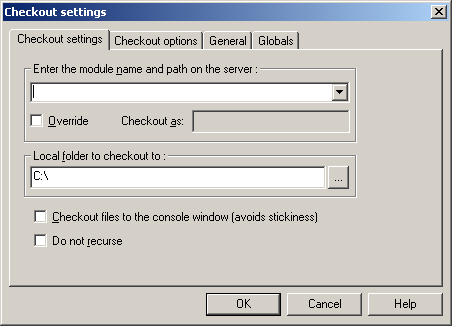 Checkout settings
Checkout settings Checkout options General Globals
Enter the module name and path on the server :
Override Checkout as:
Local folder to checkout to :
C:\
...
Checkout files to the console window (avoids stickiness)
Do not recurse
OK Cancel Help